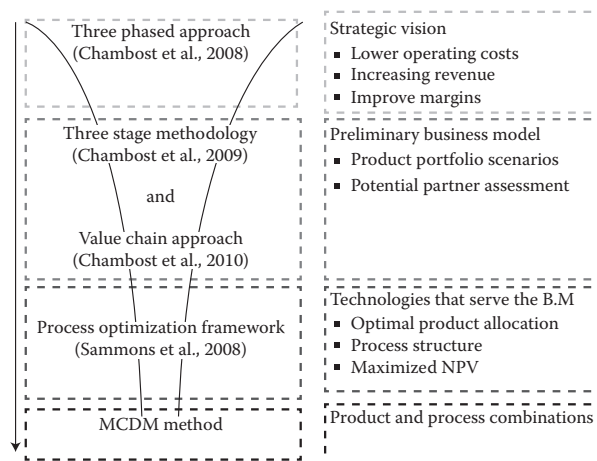 Three phased approach
(Chambost et al., 2008)
Strategic vision
▪ Lower operating costs
▪ Increasing revenue
▪ Improve margins
Three stage methodology
(Chambost et al., 2009)
and
Value chain approach
(Chambost et al., 2010)
Preliminary business model
▪ Product portfolio scenarios
▪ Potential partner assessment
Process optimization framework
(Sammons et al., 2008)
Technologies that serve the B.M
▪ Optimal product allocation
▪ Process structure
▪ Maximized NPV
MCDM method
Product and process combinations